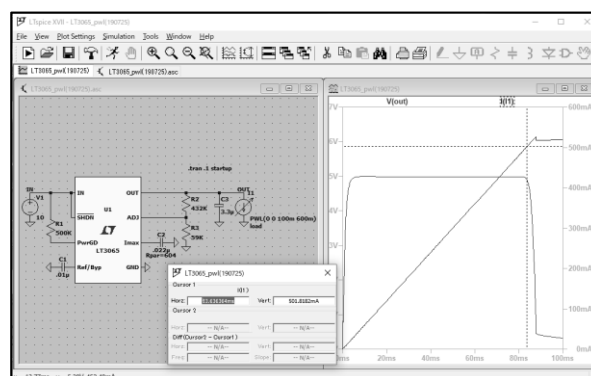 LTspice XVII - LT3065_pwl(190725)
File View Plot Settings Simulation Tools Window Help
LT3065_pwl(190725) LT3065_pwl(190725).asc
LT3065_pwl(190725).asc
LT3065_pwl(190725)
V(out) I(I1)
7V 600mA
6V 500mA
5V 400mA
300mA
200mA
100mA
0mA
0ms 20ms 40ms 60ms 80ms 100ms
.tran .1 startup
IN
V1
10
R1
500K
IN OUT
U1
SHDN ADJ
LT3065
PwrGD Imax
Ref/Byp GND
C1
.01µ
R2
432K
R3
59K
C2
.022µ
Rpar=604
C3
3.3µ
OUT
I1
PWL(0 0 100m 600m)
load
LT3065_pwl(190725)
Cursor 1
I(I1)
Horz: Vert: 501.8182mA
Cursor 2
Horz: -- N/A-- Vert: -- N/A--
Diff (Cursor2 - Cursor1)
Horz: -- N/A-- Vert: -- N/A--
Freq: -- N/A-- Slope: -- N/A--